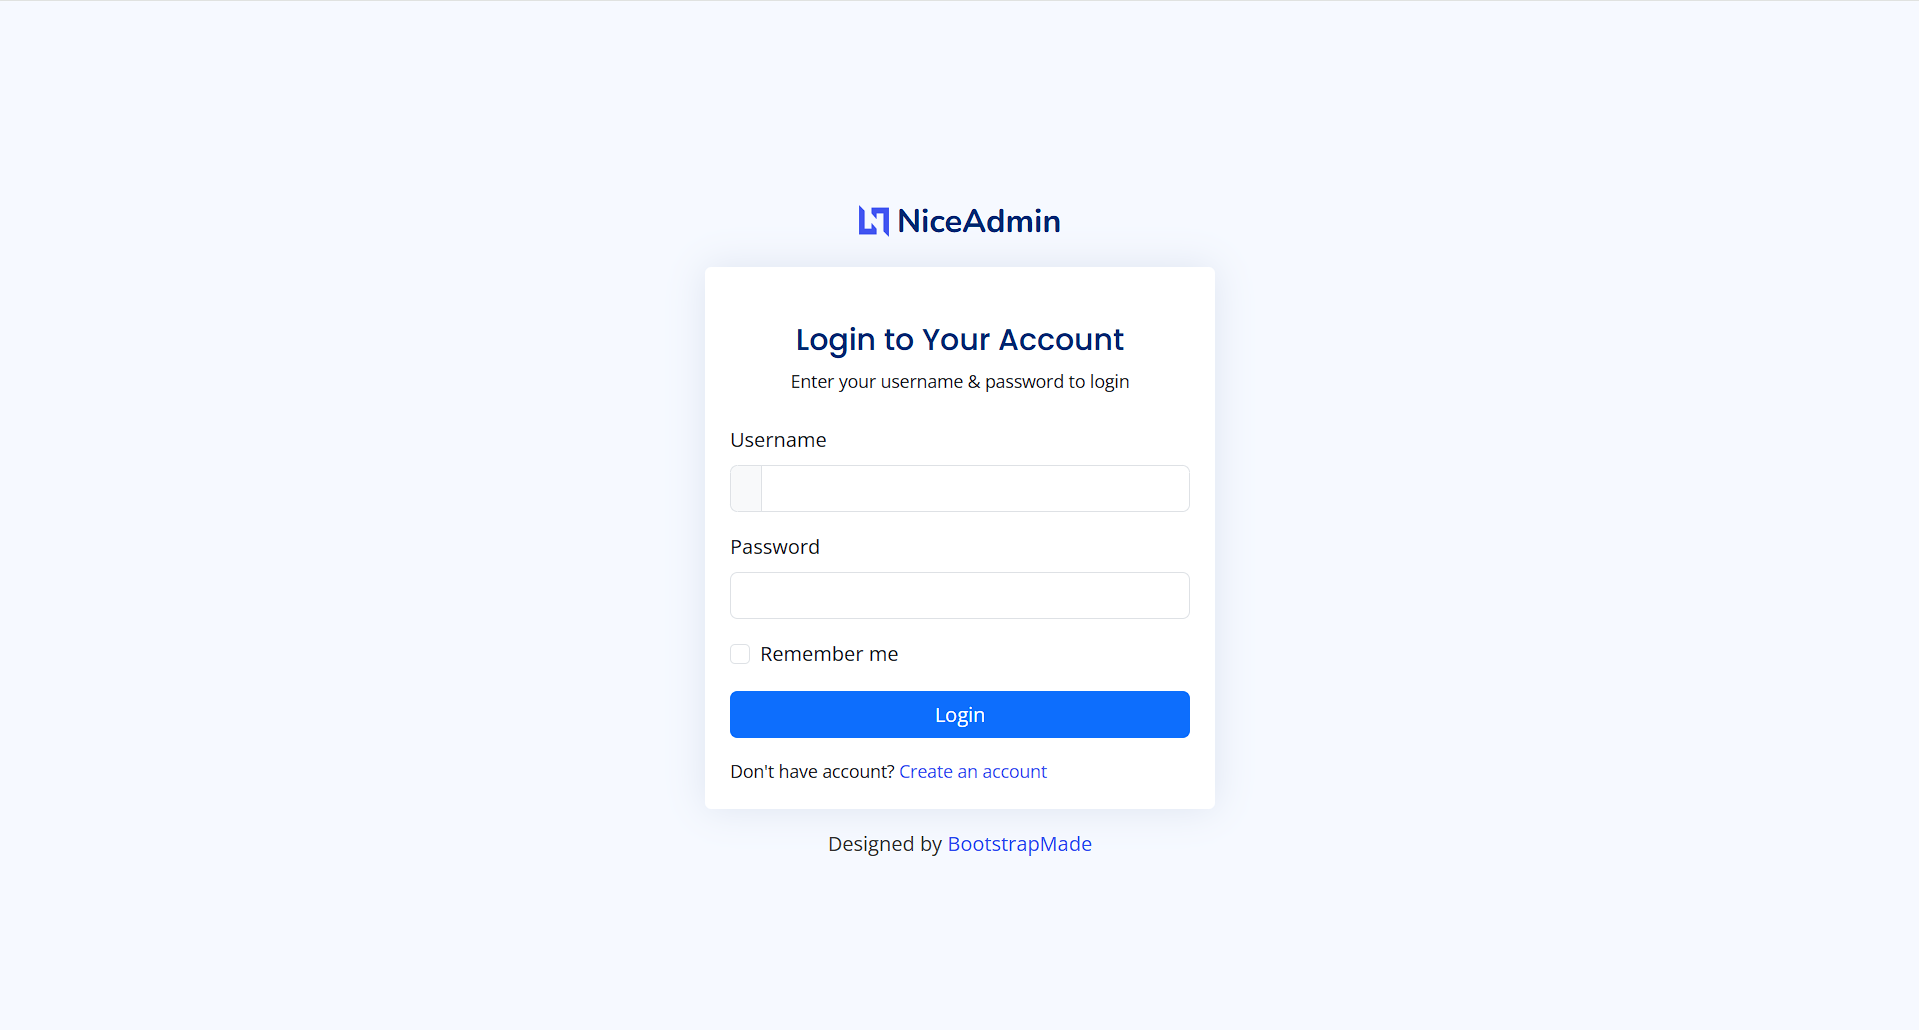 NiceAdmin
Login to Your Account
Enter your username & password to login
Username
Password
Remember me
Login
Don't have account? Create an account
Designed by BootstrapMade